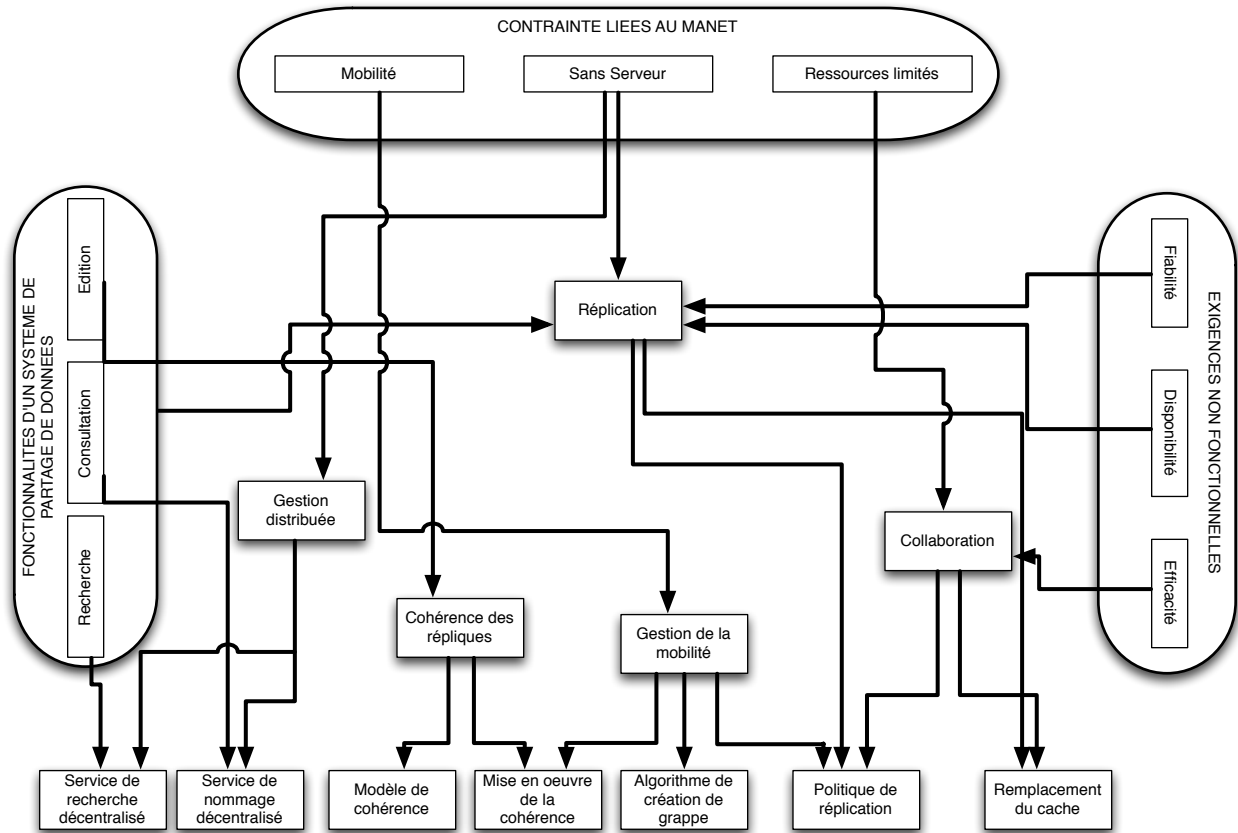 CONTRAINTE LIEES AU MANET
Mobilité
Sans Serveur
Ressources limités
FONCTIONNALITES D'UN SYSTEME DE
PARTAGE DE DONNEES
Edition
Consultation
Recherche
EXIGENCES NON FONCTIONNELLES
Fiabilité
Disponibilité
Efficacité
Réplication
Gestion
distribuée
Collaboration
Cohérence des
répliques
Gestion de la
mobilité
Service de
recherche
décentralisé
Service de
nommage
décentralisé
Modèle de
cohérence
Mise en oeuvre
de la
cohérence
Algorithme de
création de
grappe
Politique de
réplication
Remplacement
du cache